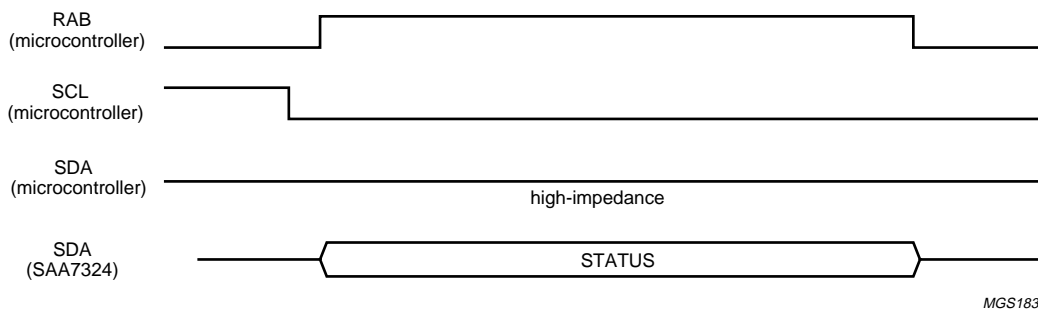 RAB
(microcontroller)
SCL
(microcontroller)
SDA
(microcontroller)
high-impedance
SDA
(SAA7324)
STATUS
MGS183